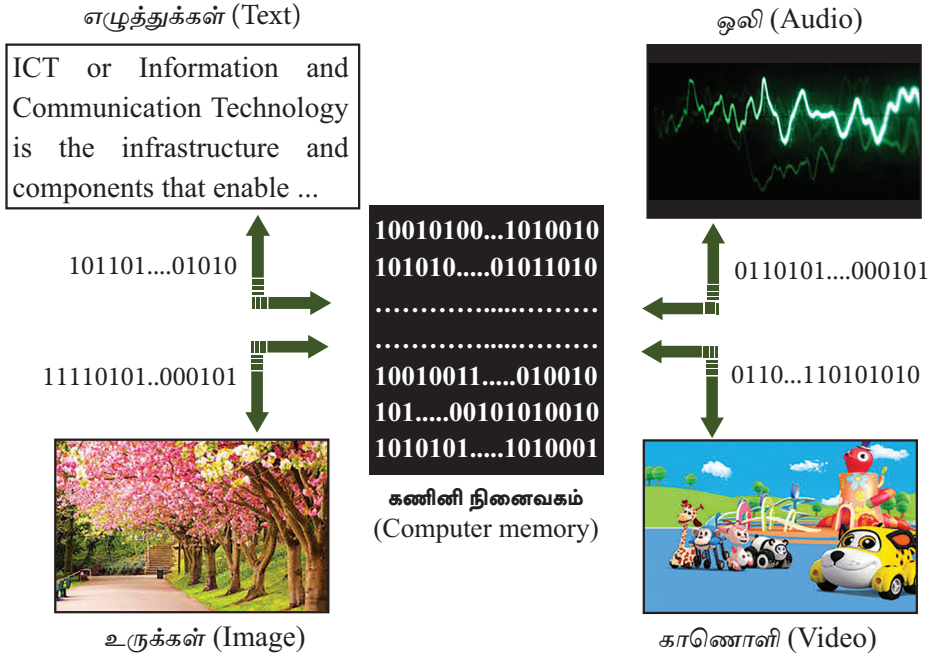 எழுத்துக்கள் (Text)
ICT or Information and
Communication Technology
is the infrastructure and
components that enable ...
101101....01010
11110101..000101
உருக்கள் (Image)
10010100...1010010
101010.....01011010
.............................
.............................
10010011.....010010
101.....00101010010
1010101.....1010001
கணினி நினைவகம்
(Computer memory)
ஒலி (Audio)
0110101....000101
0110...110101010
காணொளி (Video)